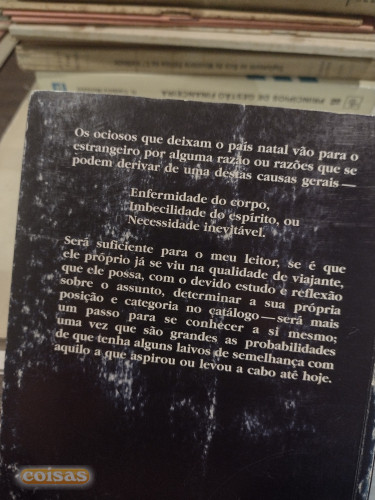 PRINCÍPIOS DE GESTÃO FINANCEIRA
Os ociosos que deixam o país natal vão para o
estrangeiro por alguma razão ou razões que se
podem derivar de uma destas causas gerais —
Enfermidade do corpo,
Imbecilidade do espírito, ou
Necessidade inevitável.
Será suficiente para o meu leitor, se é que
ele próprio já se viu na qualidade de viajante,
que ele possa, com o devido estudo e reflexão
sobre o assunto, determinar a sua própria
posição e categoria no catálogo — será mais
um passo para se conhecer a si mesmo;
uma vez que são grandes as probabilidades
de que tenha alguns laivos de semelhança com
aquilo a que aspirou ou levou a cabo até hoje.
coisas